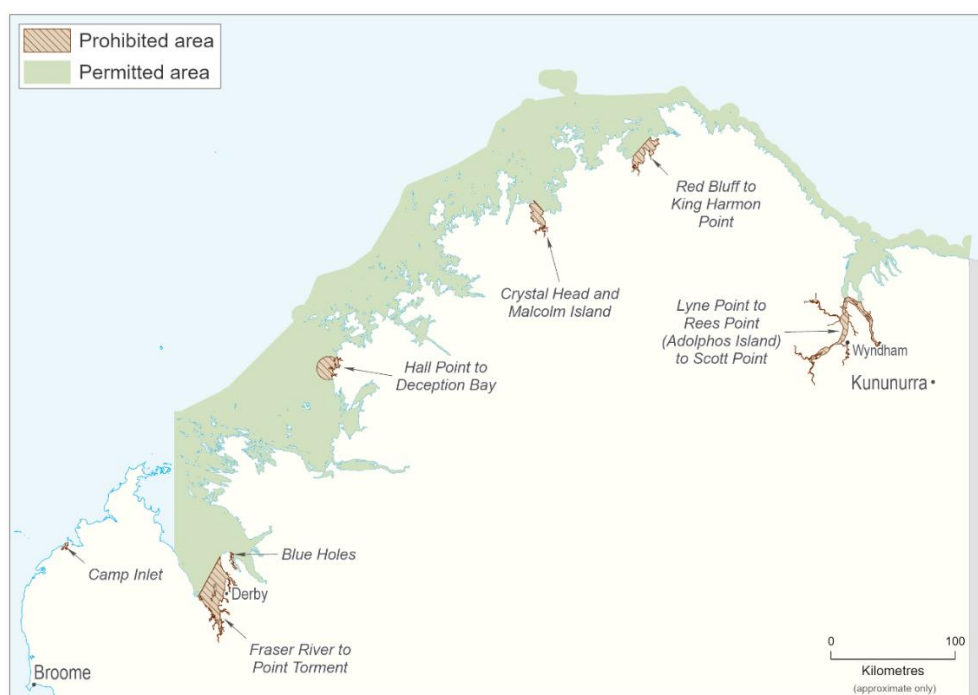 Prohibited area
Permitted area
Red Bluff to
King Harmon
Point
Crystal Head and
Malcolm Island
Lyne Point to
Rees Point
(Adolphos Island)
to Scott Point
Wyndham
Kununurra
Hall Point to
Deception Bay
Blue Holes
Camp Inlet
Derby
Fraser River to
Point Torment
Broome
0 100
Kilometres
(approximate only)